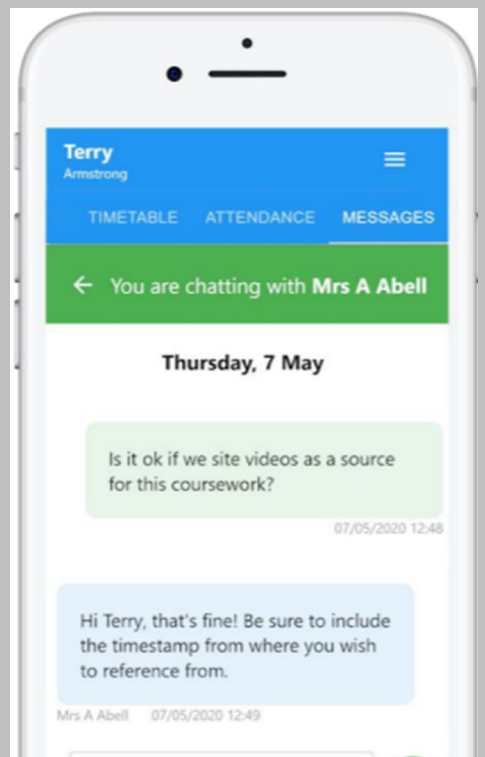 Terry
Armstrong
TIMETABLE ATTENDANCE MESSAGES
You are chatting with Mrs A Abell
Thursday, 7 May
Is it ok if we site videos as a source
for this coursework?
07/05/2020 12:48
Hi Terry, that's fine! Be sure to include
the timestamp from where you wish
to reference from.
Mrs A Abell 07/05/2020 12:49